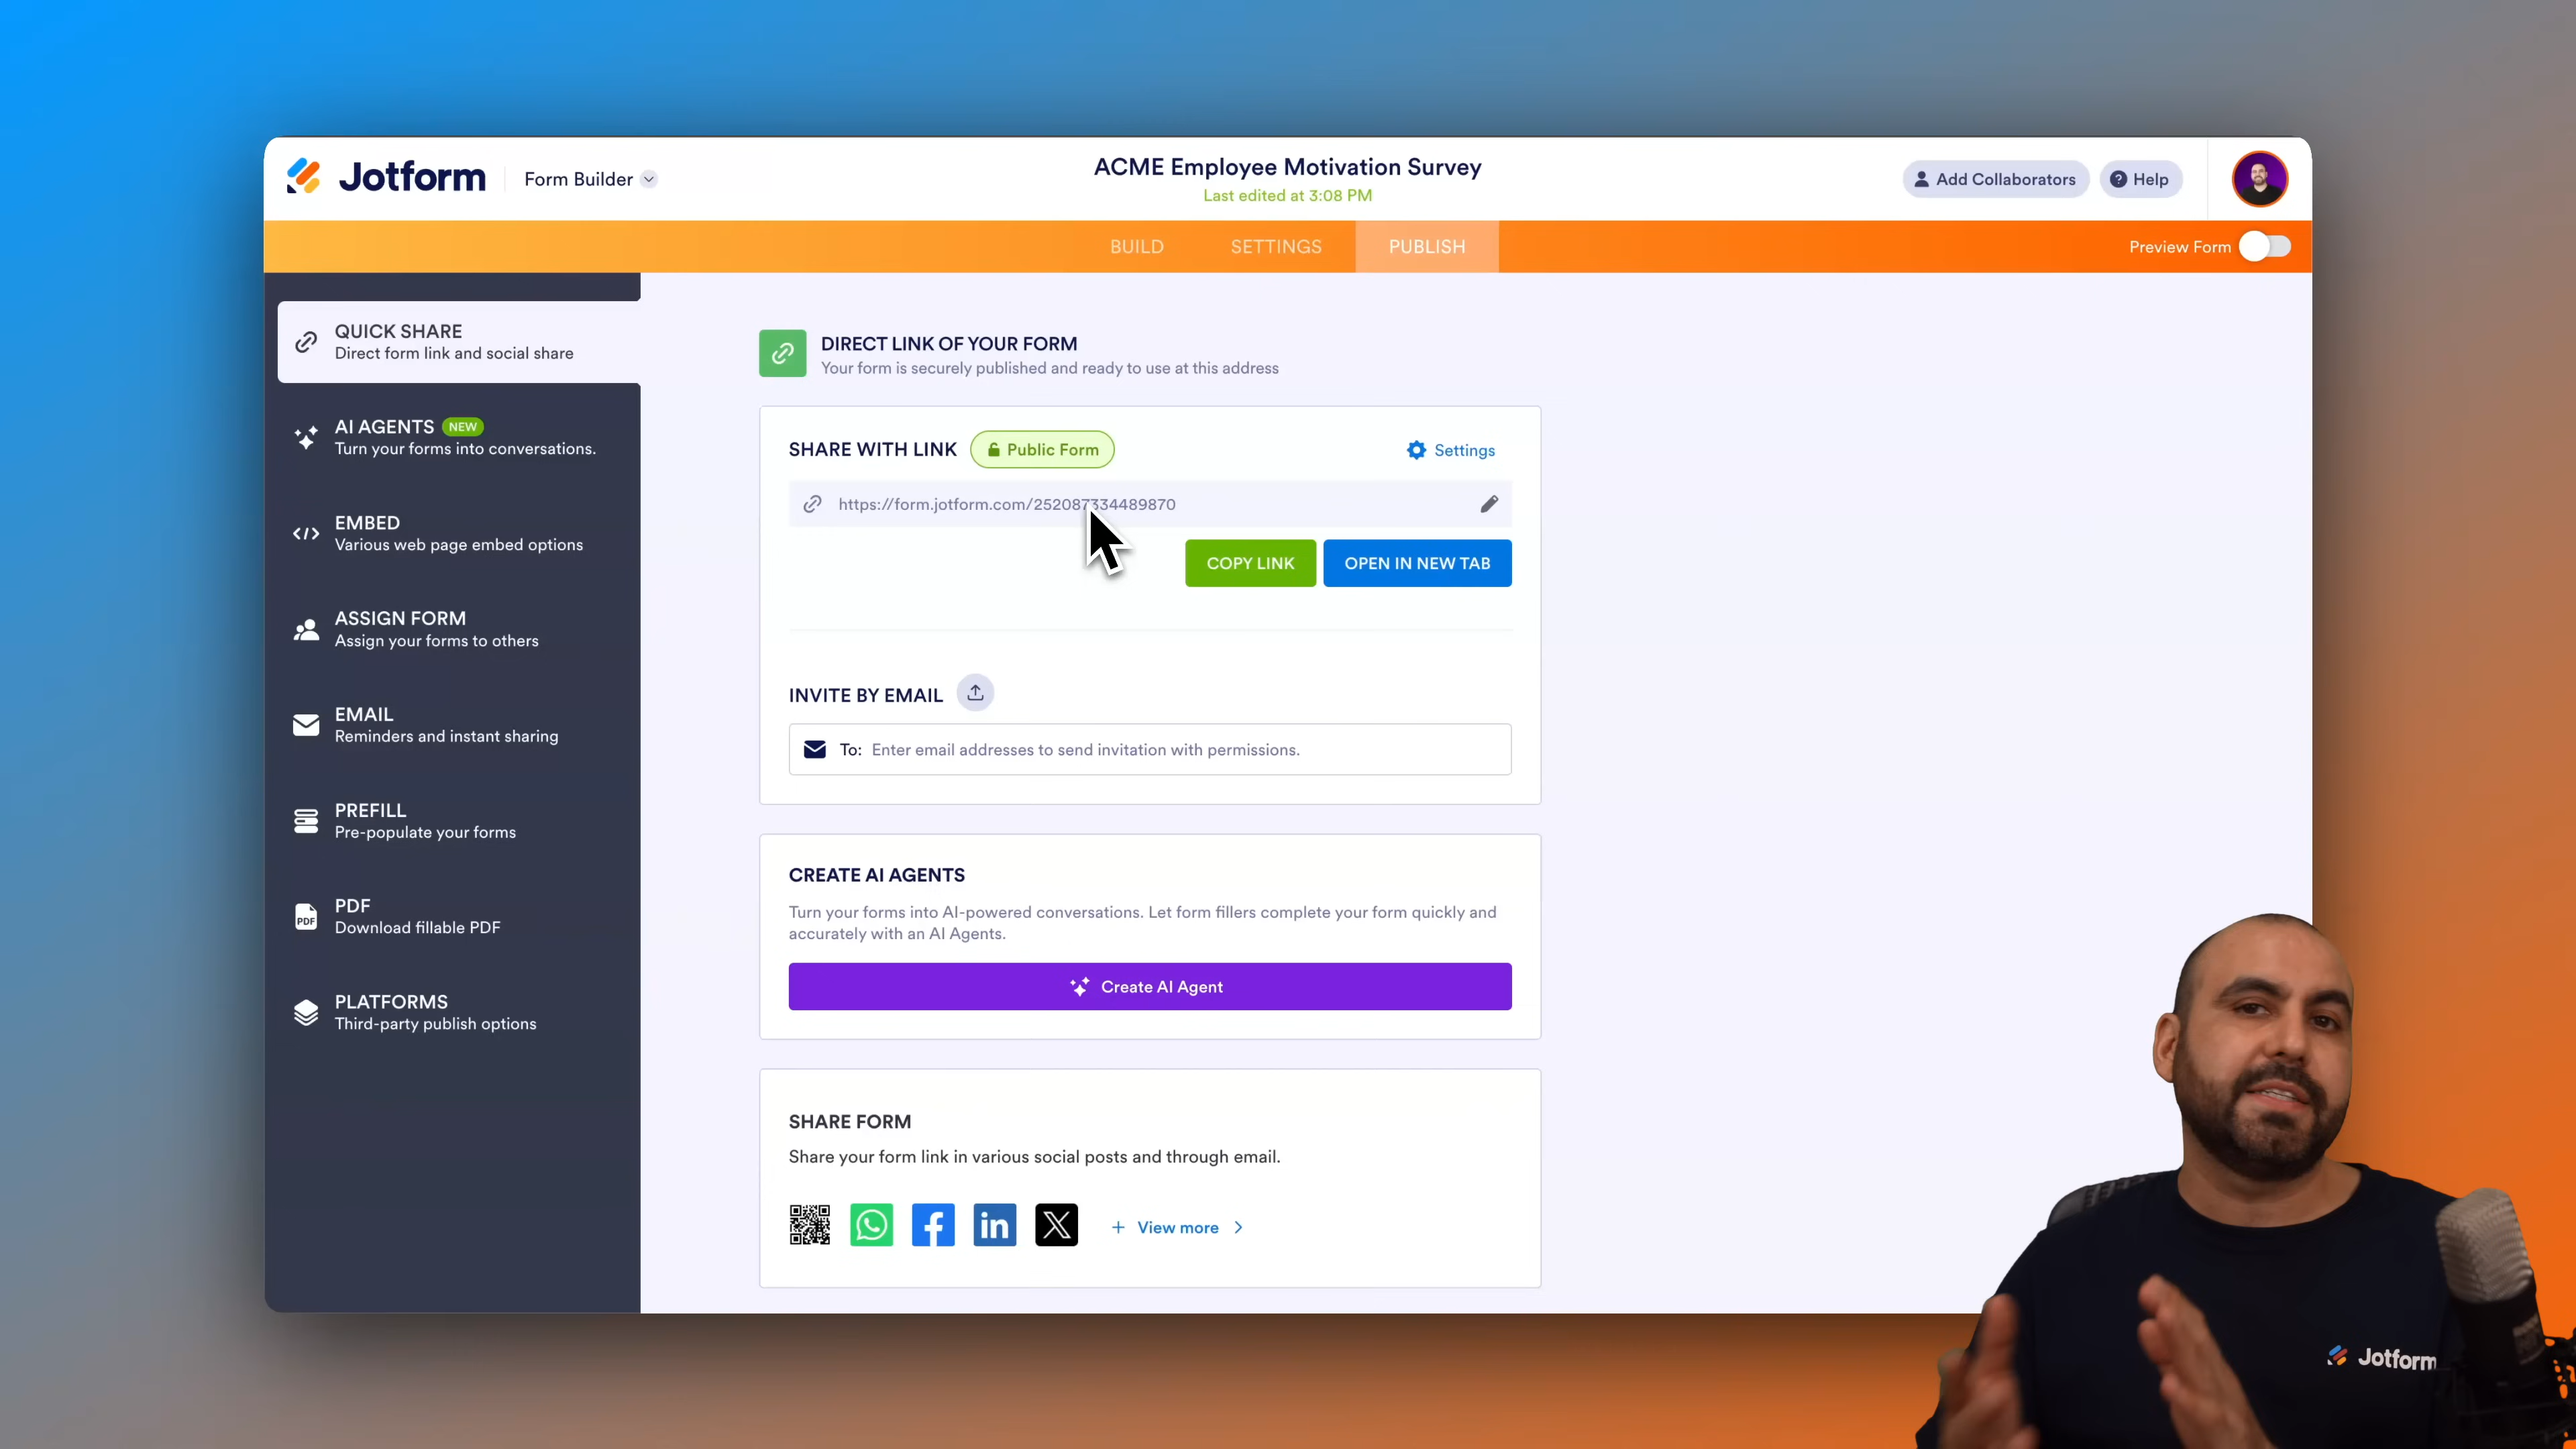 Jotform
Form Builder
ACME Employee Motivation Survey
Last edited at 3:08 PM
Add Collaborators
Help
BUILD
SETTINGS
PUBLISH
Preview Form
QUICK SHARE
Direct form link and social share
AI AGENTS NEW
Turn your forms into conversations.
EMBED
Various web page embed options
ASSIGN FORM
Assign your forms to others
EMAIL
Reminders and instant sharing
PREFILL
Pre-populate your forms
PDF
PDF
Download fillable PDF
PLATFORMS
Third-party publish options
DIRECT LINK OF YOUR FORM
Your form is securely published and ready to use at this address
SHARE WITH LINK
Public Form
Settings
https://form.jotform.com/252087334489870
COPY LINK
OPEN IN NEW TAB
INVITE BY EMAIL
To: Enter email addresses to send invitation with permissions.
CREATE AI AGENTS
Turn your forms into AI-powered conversations. Let form fillers complete your form quickly and
accurately with an AI Agents.
Create AI Agent
SHARE FORM
Share your form link in various social posts and through email.
in
+ View more
Jotform